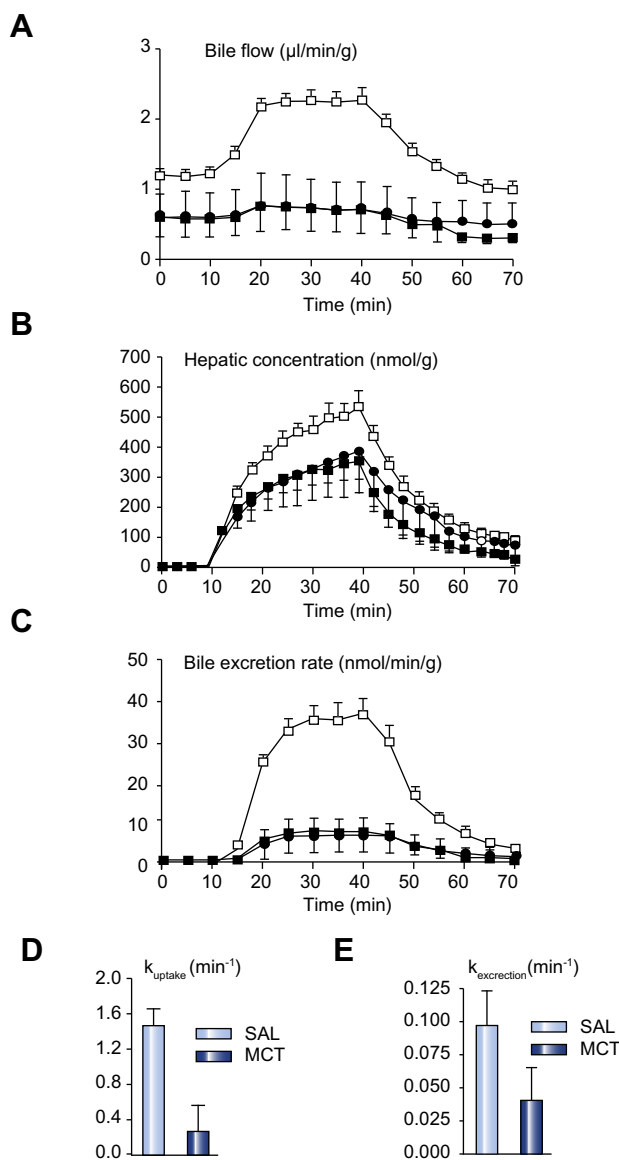 A
Bile flow (µl/min/g)
3
2
1
0
0 10 20 30 40 50 60 70
Time (min)
B
Hepatic concentration (nmol/g)
700
600
500
400
300
200
100
0
0 10 20 30 40 50 60 70
Time (min)
C
Bile excretion rate (nmol/min/g)
50
40
30
20
10
0
0 10 20 30 40 50 60 70
Time (min)
D
k uptake (min-1)
2.0
1.6
1.2
0.8
0.4
0.0
SAL
MCT
E
k excretion (min-1)
0.125
0.100
0.075
0.050
0.025
0.000
SAL
MCT